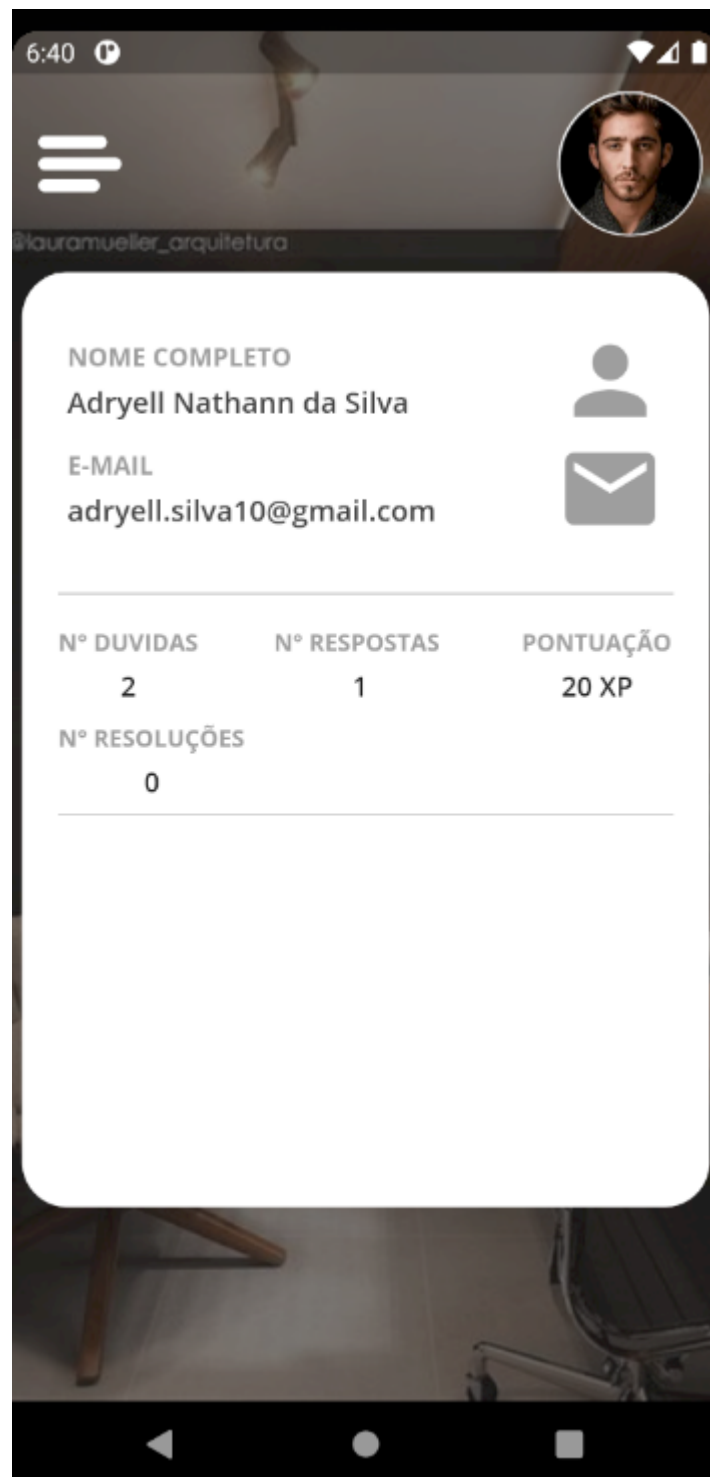 6:40
@lauramueller_arquitetura
NOME COMPLETO
Adryell Nathann da Silva
E-MAIL
adryell.silva10@gmail.com
Nº DUVIDAS Nº RESPOSTAS PONTUAÇÃO
2 1 20 XP
Nº RESOLUÇÕES
0